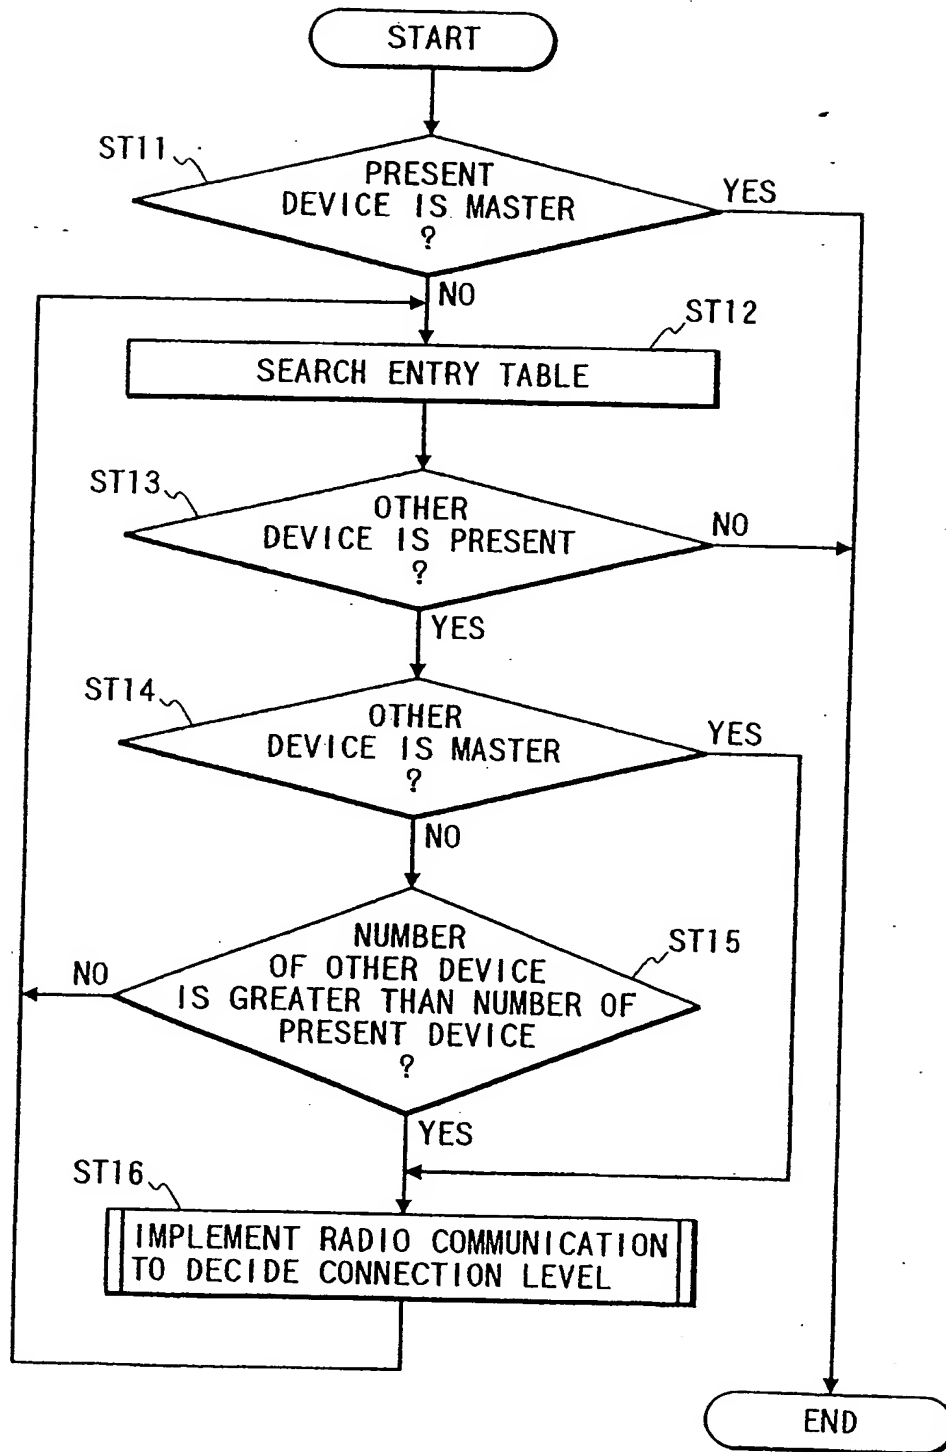 START
ST11
PRESENT
DEVICE IS MASTER
?
YES
NO
ST12
SEARCH ENTRY TABLE
ST13
OTHER
DEVICE IS PRESENT
?
NO
YES
ST14
OTHER
DEVICE IS MASTER
?
YES
NO
ST15
NUMBER
OF OTHER DEVICE
IS GREATER THAN NUMBER OF
PRESENT DEVICE
?
NO
YES
ST16
IMPLEMENT RADIO COMMUNICATION
TO DECIDE CONNECTION LEVEL
END